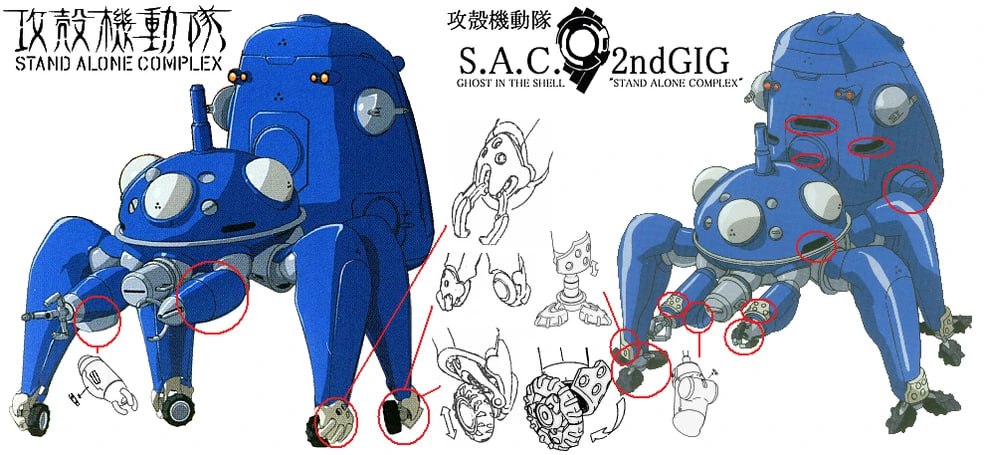 攻殻機動隊
STAND ALONE COMPLEX
攻殻機動隊
S.A.C. 2ndGIG
GHOST IN THE SHELL "STAND ALONE COMPLEX"